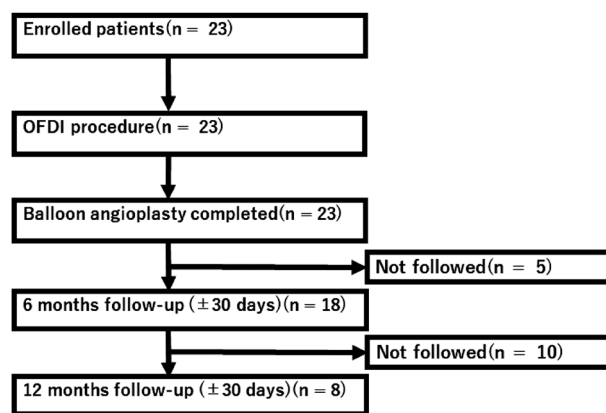 Enrolled patients(n = 23)
OFDI procedure(n = 23)
Balloon angioplasty completed(n = 23)
Not followed(n = 5)
6 months follow-up (±30 days)(n = 18)
Not followed(n = 10)
12 months follow-up (±30 days)(n = 8)